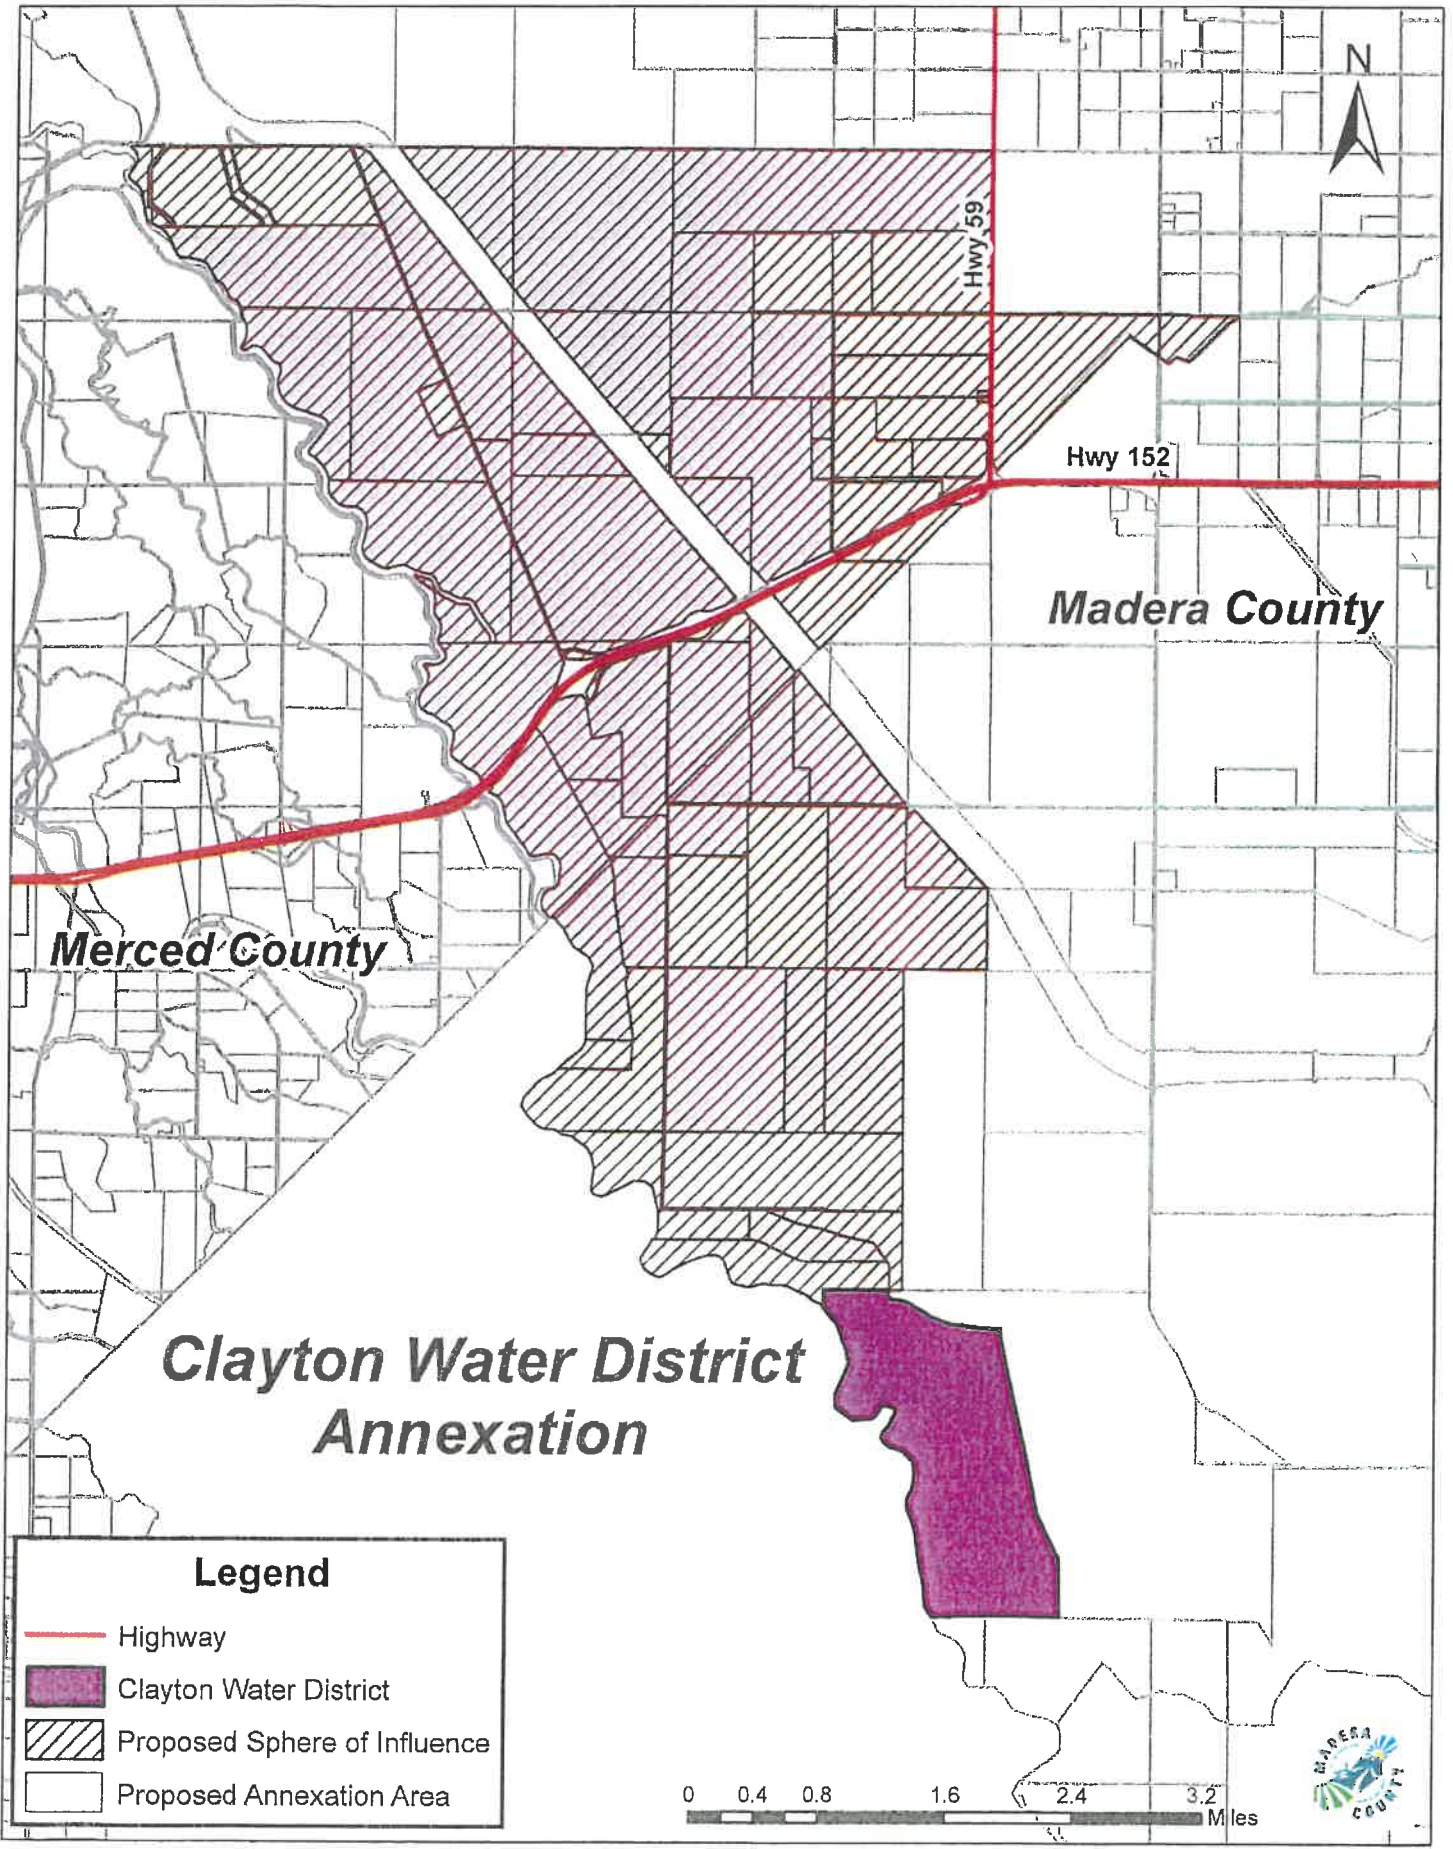 N
Hwy 59
Hwy 152
Madera County
Merced County
Clayton Water District
Annexation
Legend
Highway
Clayton Water District
Proposed Sphere of Influence
Proposed Annexation Area
0 0.4 0.8 1.6 2.4 3.2
Miles
MADERA
COUNTY